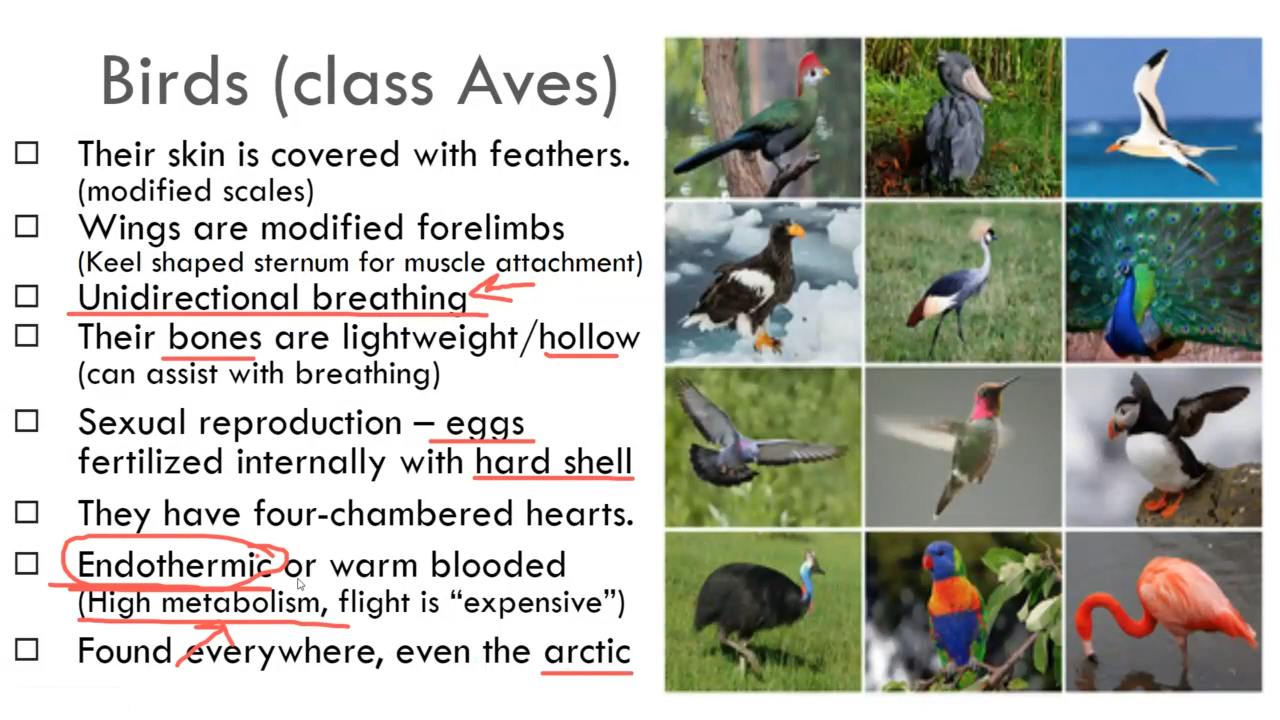 Birds (class Aves)
Their skin is covered with feathers.
(modified scales)
Wings are modified forelimbs
(Keel shaped sternum for muscle attachment)
Unidirectional breathing
Their bones are lightweight/hollow
(can assist with breathing)
Sexual reproduction – eggs
fertilized internally with hard shell
They have four-chambered hearts.
Endothermic or warm blooded
(High metabolism, flight is “expensive”)
Found everywhere, even the arctic